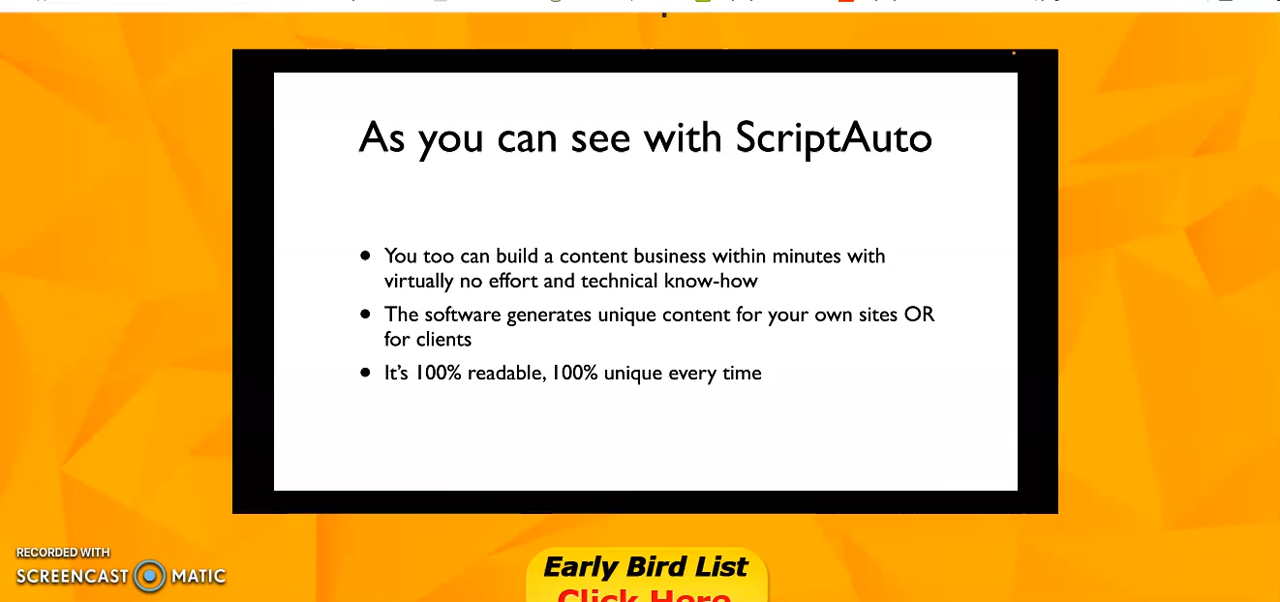 As you can see with ScriptAuto
● You too can build a content business within minutes with
virtually no effort and technical know-how
● The software generates unique content for your own sites OR
for clients
● It's 100% readable, 100% unique every time
RECORDED WITH
SCREENCAST MATIC
Early Bird List
Click Here